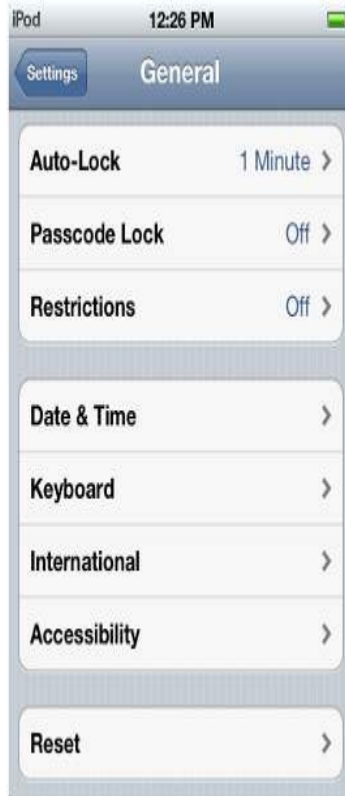 iPod 12:26 PM
Settings General
Auto-Lock 1 Minute
Passcode Lock Off
Restrictions Off
Date & Time
Keyboard
International
Accessibility
Reset